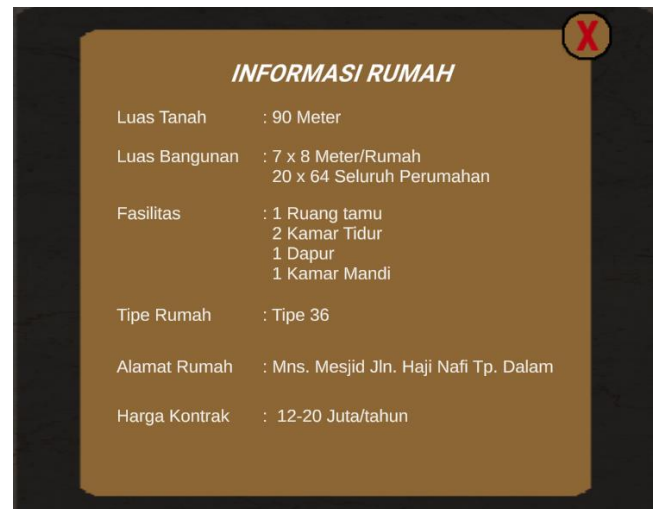 X
INFORMASI RUMAH
Luas Tanah : 90 Meter
Luas Bangunan : 7 x 8 Meter/Rumah
20 x 64 Seluruh Perumahan
Fasilitas : 1 Ruang tamu
2 Kamar Tidur
1 Dapur
1 Kamar Mandi
Tipe Rumah : Tipe 36
Alamat Rumah : Mns. Mesjid Jln. Haji Nafi Tp. Dalam
Harga Kontrak : 12-20 Juta/tahun